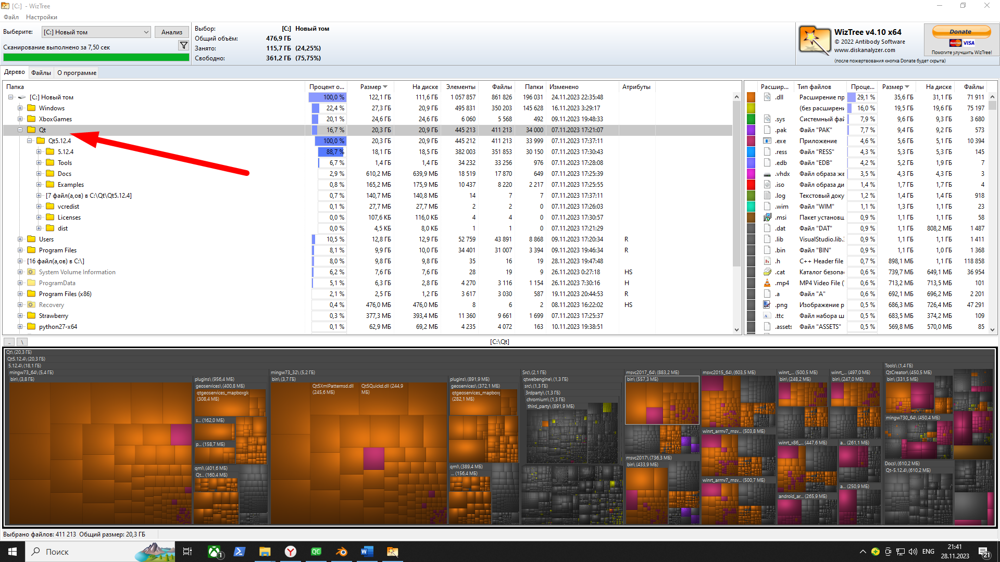 [C:] - WizTree
Файл Настройки
Выберите: [C:] Новый том Анализ
Сканирование выполнено за 7,50 сек
Выбор: [C:] Новый том
Общий объём: 476,9 ГБ
Занято: 115,7 ГБ (24,25%)
Свободно: 361,2 ГБ (75,75%)
WizTree v4.10 x64
© 2022 Antibody Software
www.diskanalyzer.com
(после пожертвования кнопка Donate будет скрыта)
Donate
MasterCard VISA
Помогите улучшить WizTree!
Дерево Файлы О программе
Папка Процент о... Размер На диске Элементы Файлы Папки Изменено Атрибуты
[C:] Новый том 100,0 % 122,1 ГБ 111,6 ГБ 1 057 857 861 826 196 031 24.11.2023 22:35:48
Windows 22,4 % 27,3 ГБ 20,9 ГБ 495 831 350 203 145 628 16.11.2023 3:29:17
XboxGames 20,1 % 24,6 ГБ 24,6 ГБ 6 060 5 568 492 09.11.2023 19:48:33
Qt 16,7 % 20,3 ГБ 20,9 ГБ 445 213 411 213 34 000 07.11.2023 17:21:07
Qt5.12.4 100,0 % 20,3 ГБ 20,9 ГБ 445 212 411 213 33 999 07.11.2023 17:37:11
5.12.4 88,7 % 18,1 ГБ 18,5 ГБ 382 003 351 853 30 150 07.11.2023 17:30:43
Tools 6,7 % 1,4 ГБ 1,4 ГБ 34 232 33 256 976 07.11.2023 17:28:08
Docs 2,9 % 610,2 МБ 639,9 МБ 18 519 17 870 649 07.11.2023 17:25:39
Examples 0,8 % 165,2 МБ 175,9 МБ 10 437 8 220 2 217 07.11.2023 17:25:55
[7 файл(а,ов) в C:\Qt\Qt5.12.4] 0,7 % 140,7 МБ 140,8 МБ 14 7 7 07.11.2023 17:37:11
vcredist 0,1 % 27,7 МБ 27,7 МБ 2 2 0 07.11.2023 17:26:03
Licenses 0,0 % 107,6 КБ 116,0 КБ 4 4 0 07.11.2023 17:30:57
dist 0,0 % 4,5 КБ 8,0 КБ 1 1 0 07.11.2023 17:21:29
Users 10,5 % 12,8 ГБ 12,9 ГБ 52 759 43 891 8 868 09.11.2023 17:20:34 R
Program Files 8,1 % 9,9 ГБ 10,0 ГБ 34 401 31 007 3 394 09.11.2023 19:46:34 R
[16 файл(а,ов) в C:\] 8,0 % 9,8 ГБ 9,8 ГБ 35 16 19 28.11.2023 19:47:48
System Volume Information 6,2 % 7,6 ГБ 7,6 ГБ 28 19 9 26.11.2023 0:27:18 HS
ProgramData 5,1 % 6,3 ГБ 2,8 ГБ 4 270 3 116 1 154 26.11.2023 7:30:16 H
Program Files (x86) 2,1 % 2,5 ГБ 1,2 ГБ 3 617 3 030 587 19.11.2023 20:44:53 R
Recovery 0,4 % 476,0 МБ 476,0 МБ 8 6 2 08.11.2023 16:22:02 HS
Strawberry 0,3 % 377,3 МБ 393,4 МБ 11 360 9 661 1 699 07.11.2023 17:25:37
python27-x64 0,1 % 62,9 МБ 69,2 МБ 4 235 4 072 163 10.11.2023 19:38:51
Расшир... Тип файлов Проце... Размер На диске Файлы
.dll Расширение пр 29,1 % 35,6 ГБ 31,1 ГБ 71 911
(без расширени 16,0 % 19,5 ГБ 19,6 ГБ 75 197
.sys Системный фай 7,9 % 9,6 ГБ 9,3 ГБ 3 680
.pak Файл "PAK" 7,7 % 9,4 ГБ 9,2 ГБ 573
.exe Приложение 4,6 % 5,6 ГБ 5,1 ГБ 10 394
.ress Файл "RESS" 4,3 % 5,3 ГБ 5,3 ГБ 145
.edb Файл "EDB" 4,2 % 5,2 ГБ 1,9 ГБ 7
.vhdx Файл образа же 3,5 % 4,3 ГБ 4,3 ГБ 3
.iso Файл образа ди 1,4 % 1,7 ГБ 1,7 ГБ 4
.log Текстовый доку 1,2 % 1,4 ГБ 1,4 ГБ 918
.wim Файл "WIM" 1,1 % 1,3 ГБ 1,1 ГБ 23
.msi Пакет установщ 0,9 % 1,1 ГБ 1,1 ГБ 58
.dat Файл "DAT" 0,9 % 1,1 ГБ 808,2 МБ 1 487
.lib VisualStudio.lib. 0,9 % 1,1 ГБ 1,1 ГБ 1 411
.bin Файл "BIN" 0,9 % 1,1 ГБ 1,0 ГБ 1 368
.h C++ Header file 0,7 % 898,1 МБ 1,1 ГБ 118 858
.cat Каталог безопа 0,6 % 739,7 МБ 649,1 МБ 36 954
.mp4 MP4 Video File ( 0,6 % 713,2 МБ 713,5 МБ 101
.a Файл "A" 0,6 % 692,1 МБ 696,2 МБ 2 201
.png Изображение p 0,5 % 686,3 МБ 726,4 МБ 47 291
.ttc Файл набора ш 0,5 % 683,5 МБ 374,2 МБ 109
.assets Файл "ASSETS" 0,5 % 569,8 МБ 570,0 МБ 85
.. \ [C:\Qt]
Qt\ (20,3 ГБ)
Qt5.12.4\ (20,3 ГБ)
5.12.4\ (18,1 ГБ)
mingw73_64\ (5,4 ГБ)
bin\ (3,8 ГБ)
plugins\ (956,4 МБ)
geoservices\ (400,8 МБ)
qtgeoservices_mapboxgl
(308,4 МБ)
s... (162,0 МБ)
p... (158,7 МБ)
qml\ (401,6 МБ)
Qt... (160,4 МБ)
mingw73_32\ (5,2 ГБ)
bin\ (3,7 ГБ)
Qt5XmlPatternsd.dll
(245,6 МБ)
Qt5Quickd.dll (244,9
МБ)
plugins\ (891,9 МБ)
geoservices\ (372,1 МБ)
qtgeoservices_mapboxg
(282,1 МБ)
qml\ (389,4 МБ)
... (156,4 МБ)
Src\ (2,1 ГБ)
qtwebengine\ (1,3 ГБ)
src\ (1,3 ГБ)
3rdparty\ (1,3 ГБ)
chromium\ (1,3 ГБ)
third_party\ (891,9 МБ)
msvc2017_64\ (883,2 МБ)
bin\ (557,3 МБ)
msvc2017\ (736,3 МБ)
bin\ (433,9 МБ)
msvc2015_64\ (603,5 МБ)
winrt_armv7_msv... (503,8 МБ)
winrt_armv7_msv... (500,7 МБ)
winrt_... (500,5 МБ)
bin\ (248,2 МБ)
winrt_... (497,0 МБ)
bin\ (247,0 МБ)
winrt_x86_... (447,6 МБ)
a... (261,1 МБ)
android_ar... (265,9 МБ)
a... (250,9 МБ)
Tools\ (1,4 ГБ)
QtCreator\ (450,5 МБ)
bin\ (331,5 МБ)
mingw730_64\ (450,4 МБ)
Docs\ (610,2 МБ)
Qt-5.12.4\ (610,2 МБ)
Выбрано файлов: 411 213 Общий размер: 20,3 ГБ
Поиск
1
QC
ENG
21:41
28.11.2023
21